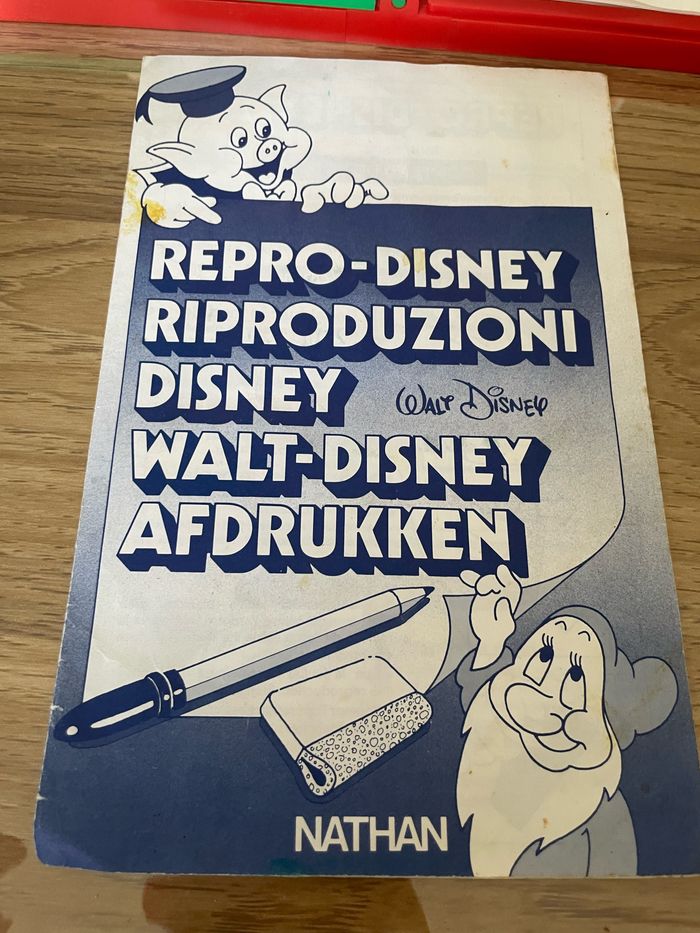 REPRO-DISNEY
RIPRODUZIONI
DISNEY
WALT DISNEY
WALT-DISNEY
AFDRUKKEN
NATHAN